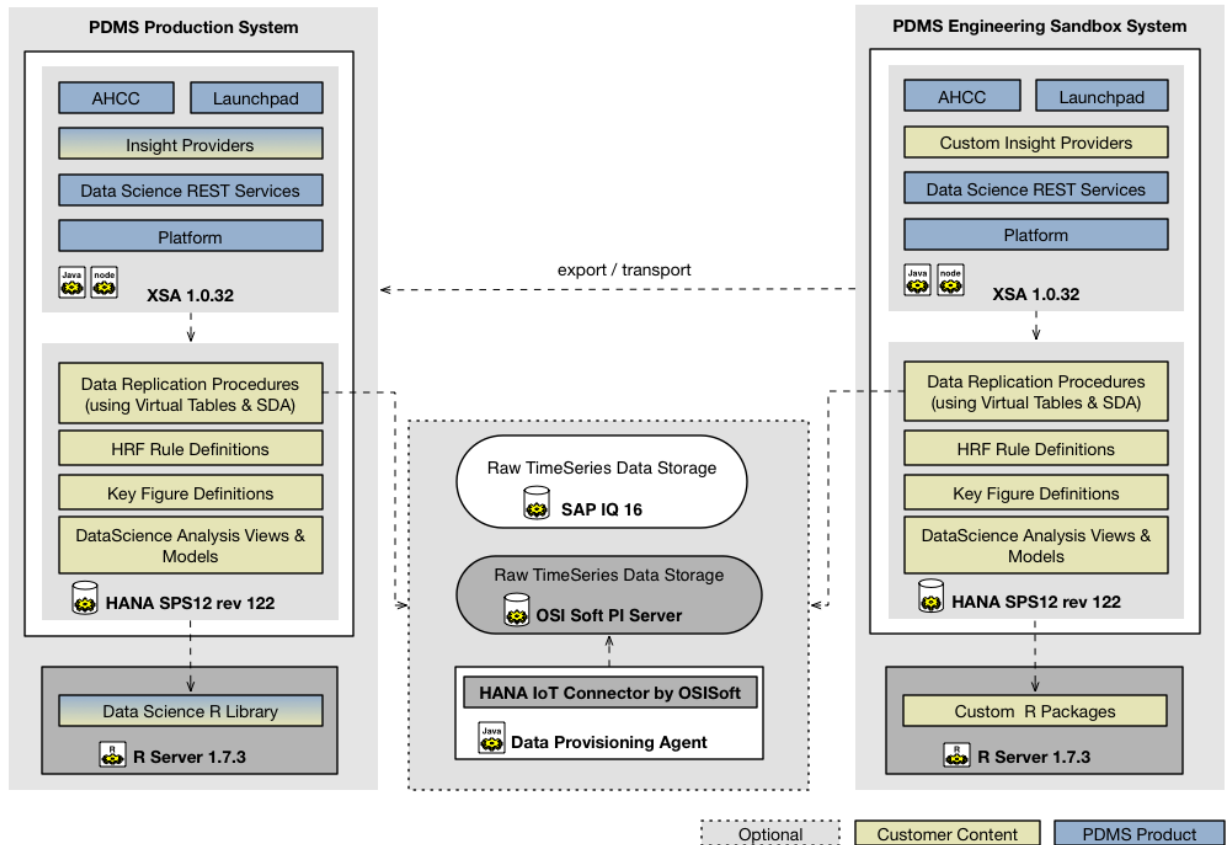 PDMS Production System
AHCC
Launchpad
Insight Providers
Data Science REST Services
Platform
Java
node
XSA 1.0.32
Data Replication Procedures
(using Virtual Tables & SDA)
HRF Rule Definitions
Key Figure Definitions
DataScience Analysis Views &
Models
HANA SPS12 rev 122
Data Science R Library
R
R Server 1.7.3
export / transport
Raw TimeSeries Data Storage
SAP IQ 16
Raw TimeSeries Data Storage
OSI Soft PI Server
HANA IoT Connector by OSISoft
Java
Data Provisioning Agent
PDMS Engineering Sandbox System
AHCC
Launchpad
Custom Insight Providers
Data Science REST Services
Platform
Java
node
XSA 1.0.32
Data Replication Procedures
(using Virtual Tables & SDA)
HRF Rule Definitions
Key Figure Definitions
DataScience Analysis Views &
Models
HANA SPS12 rev 122
Custom R Packages
R
R Server 1.7.3
Optional
Customer Content
PDMS Product